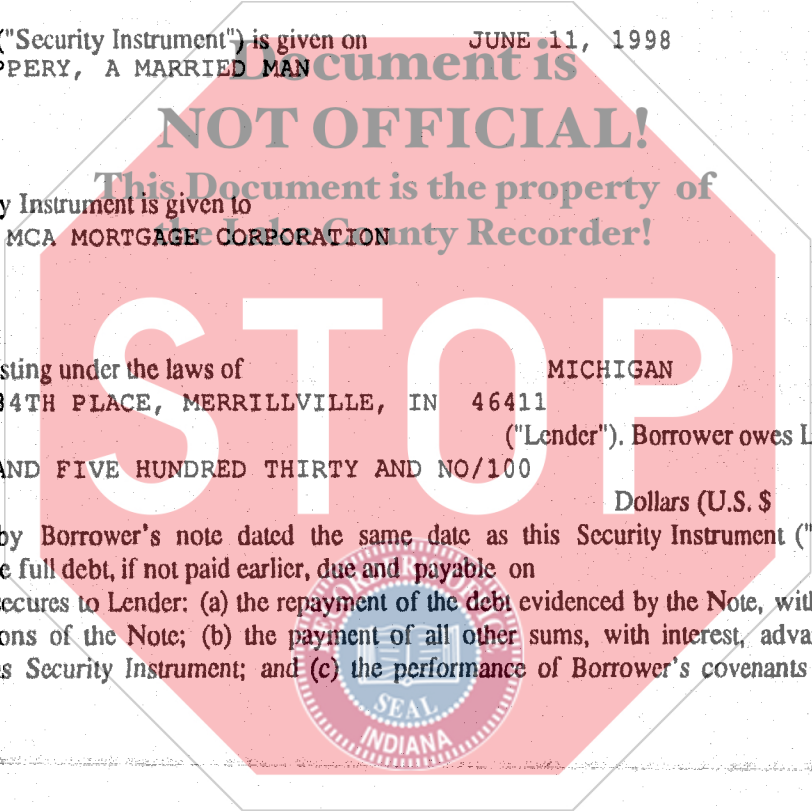 ("Security Instrument") is given on JUNE 11, 1998
PPERY, A MARRIED MAN
Document is
NOT OFFICIAL!
This Document is the property of
the Lake County Recorder!
y Instrument is given to
MCA MORTGAGE CORPORATION
STOP
sting under the laws of MICHIGAN
34TH PLACE, MERRILLVILLE, IN 46411
("Lender"). Borrower owes L
AND FIVE HUNDRED THIRTY AND NO/100
Dollars (U.S. $
by Borrower's note dated the same date as this Security Instrument ("
e full debt, if not paid earlier, due and payable on
ecures to Lender: (a) the repayment of the debt evidenced by the Note, with
ons of the Note; (b) the payment of all other sums, with interest, adva
s Security Instrument; and (c) the performance of Borrower's covenants
SEAL
INDIANA